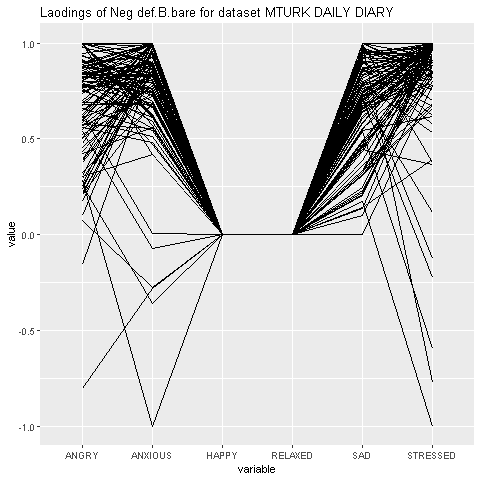 Laodings of Neg def.B.bare for dataset MTURK DAILY DIARY
1.0
0.5
0.0
-0.5
-1.0
value
ANGRY ANXIOUS HAPPY RELAXED SAD STRESSED
variable